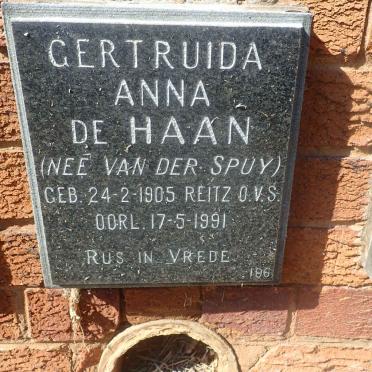 GERTRUIDA
ANNA
DE HAAN
(NEÉ VAN DER SPUY)
GEB. 24-2-1905 REITZ O.V.S.
OORL. 17-5-1991
RUS IN VREDE
196